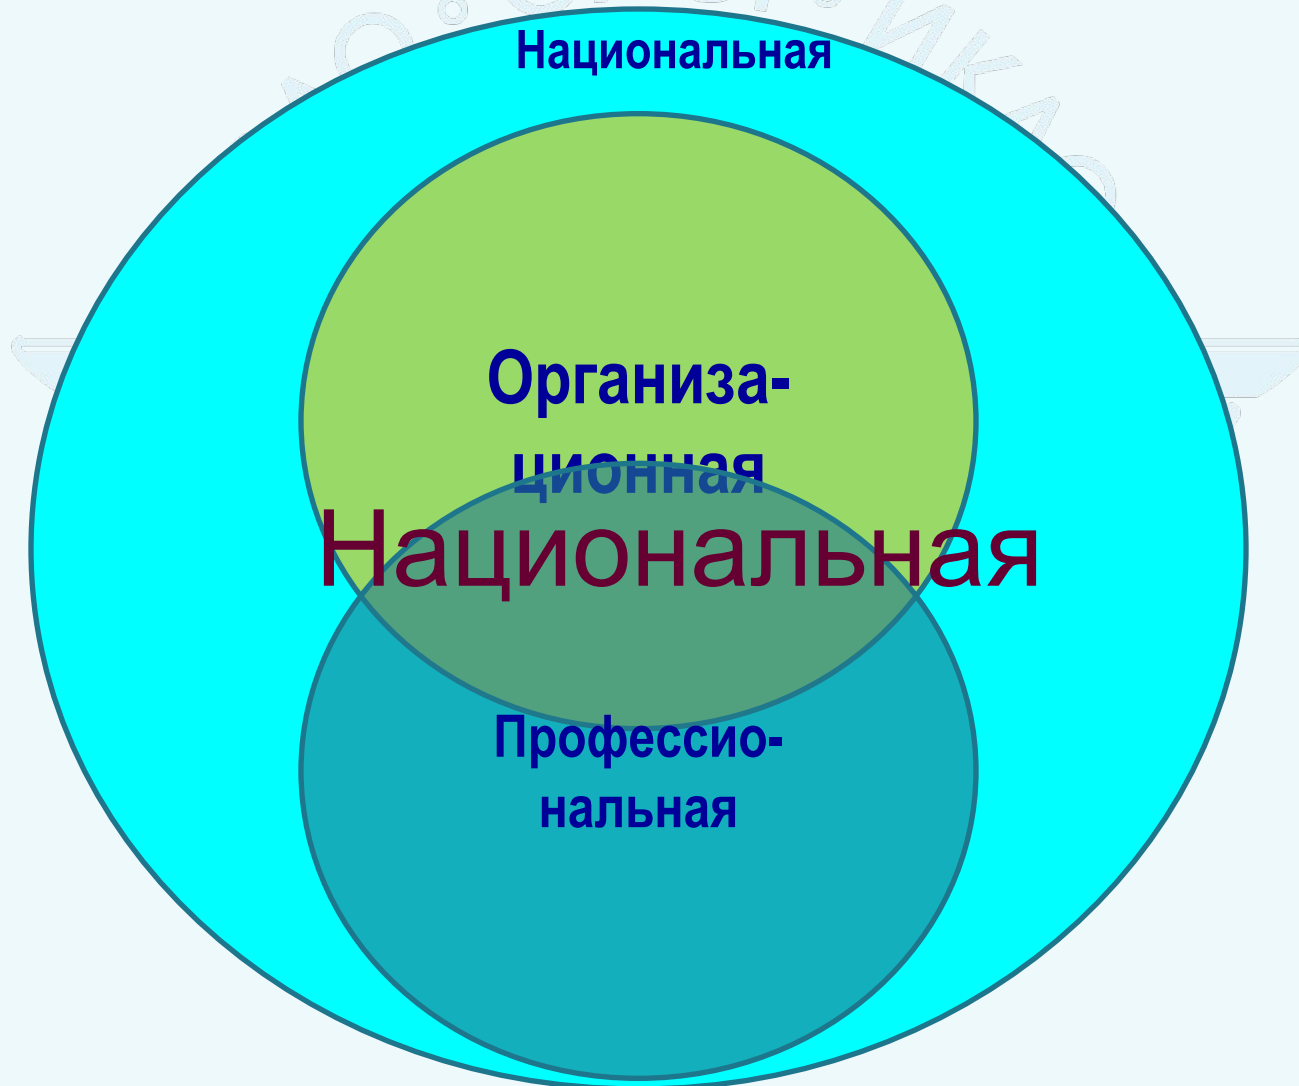 Национальная
Организа-
ционная
Национальная
Профессио-
нальная